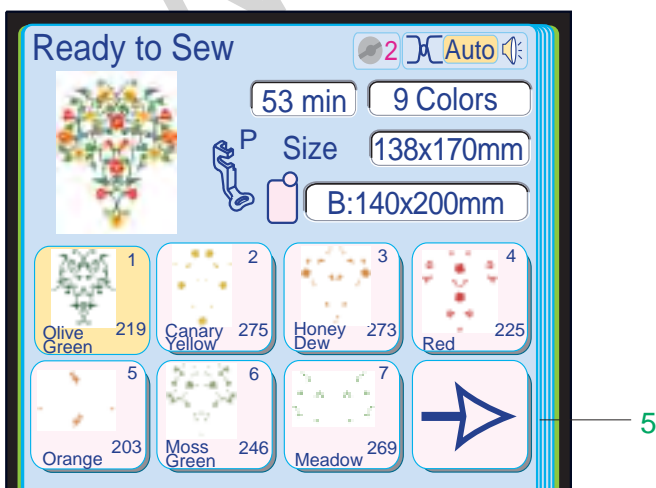 Ready to Sew
2
Auto
53 min
9 Colors
P
Size
138x170mm
B:140x200mm
1
Olive
Green
219
2
Canary
Yellow
275
3
Honey
Dew
273
4
Red
225
5
Orange
203
6
Moss
Green
246
7
Meadow
269
5